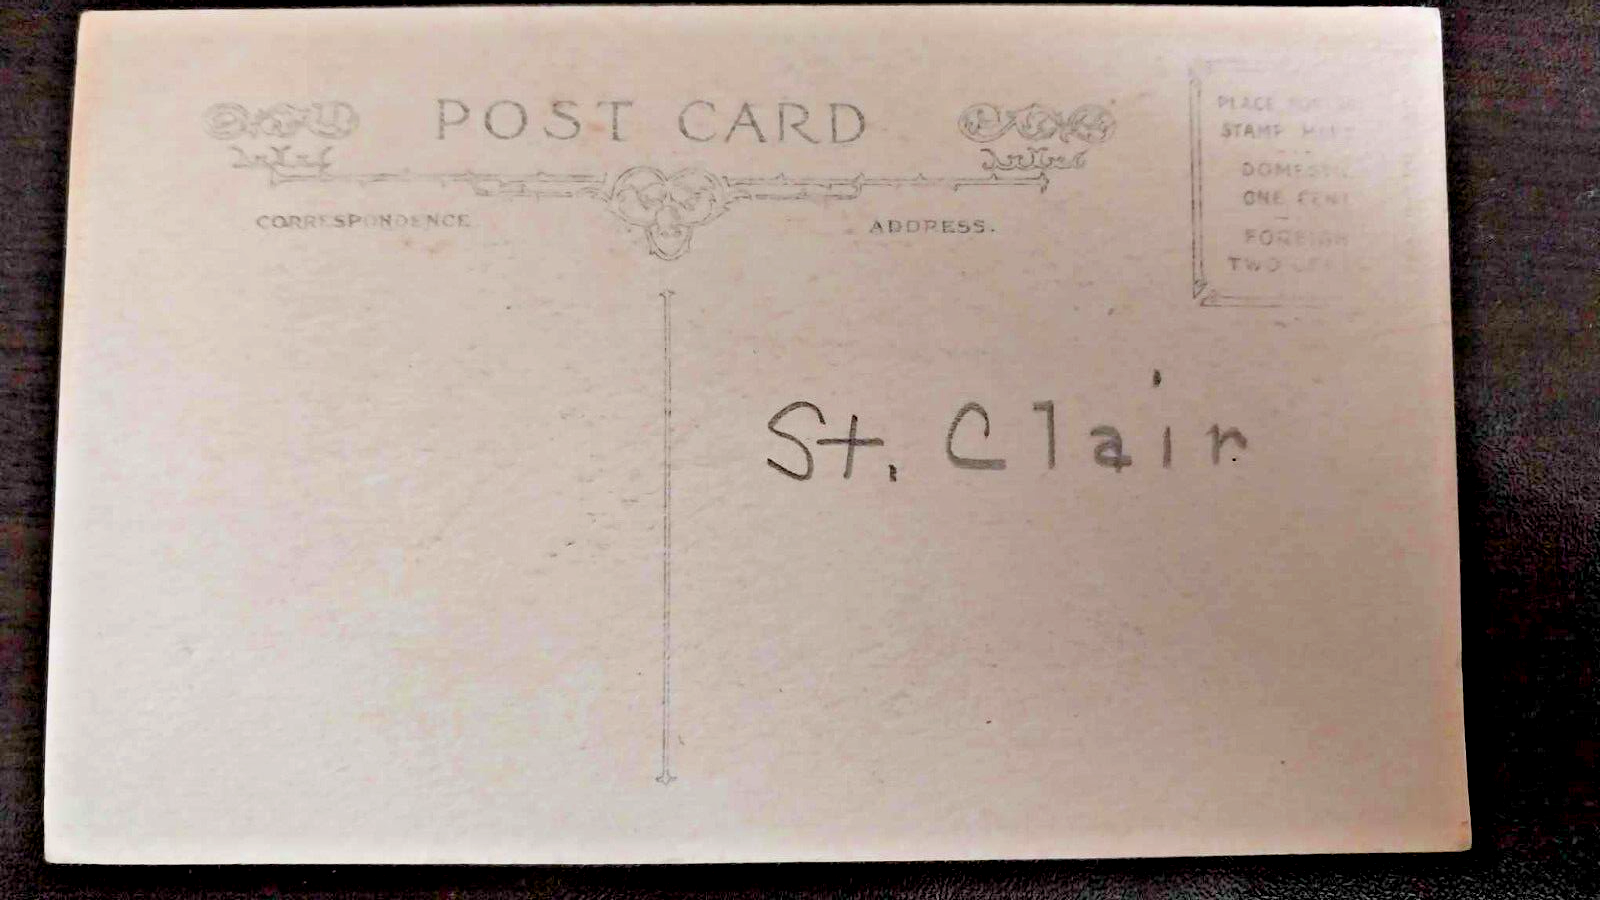 POST CARD
CORRESPONDENCE
ADDRESS.
PLACE
STAMP
DOMESTIC
ONE CENT
FOREIGN
TWO
St. Clair